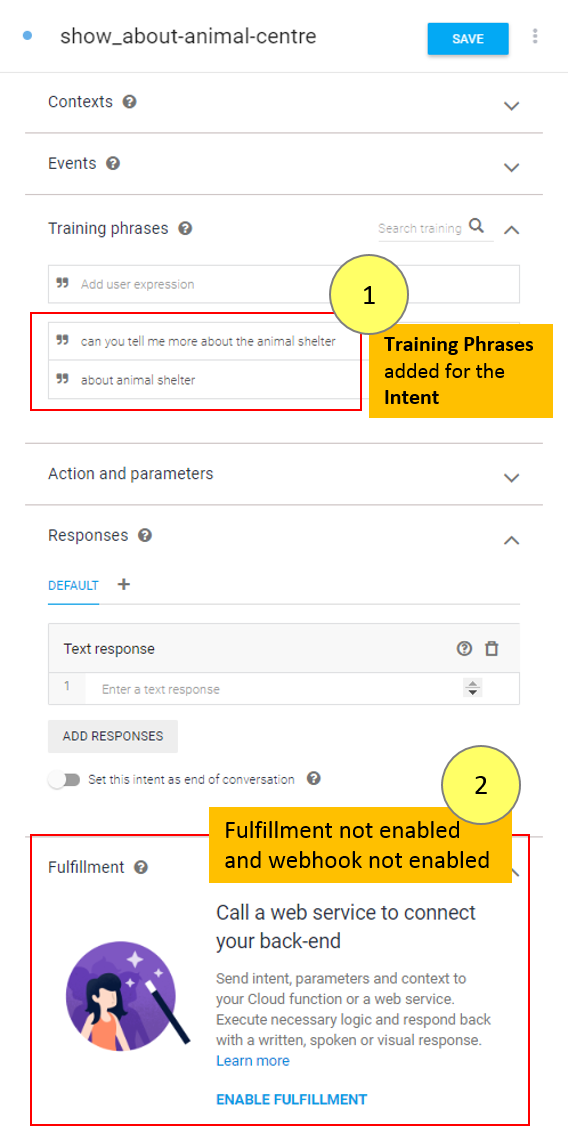 show_about-animal-centre
SAVE
Contexts
Events
Training phrases
Search training
Add user expression
1
can you tell me more about the animal shelter
about animal shelter
Training Phrases
added for the
Intent
Action and parameters
Responses
DEFAULT +
Text response
1 Enter a text response
ADD RESPONSES
Set this intent as end of conversation
2
Fulfillment not enabled
and webhook not enabled
Fulfillment
Call a web service to connect
your back-end
Send intent, parameters and context to
your Cloud function or a web service.
Execute necessary logic and respond back
with a written, spoken or visual response.
Learn more
ENABLE FULFILLMENT